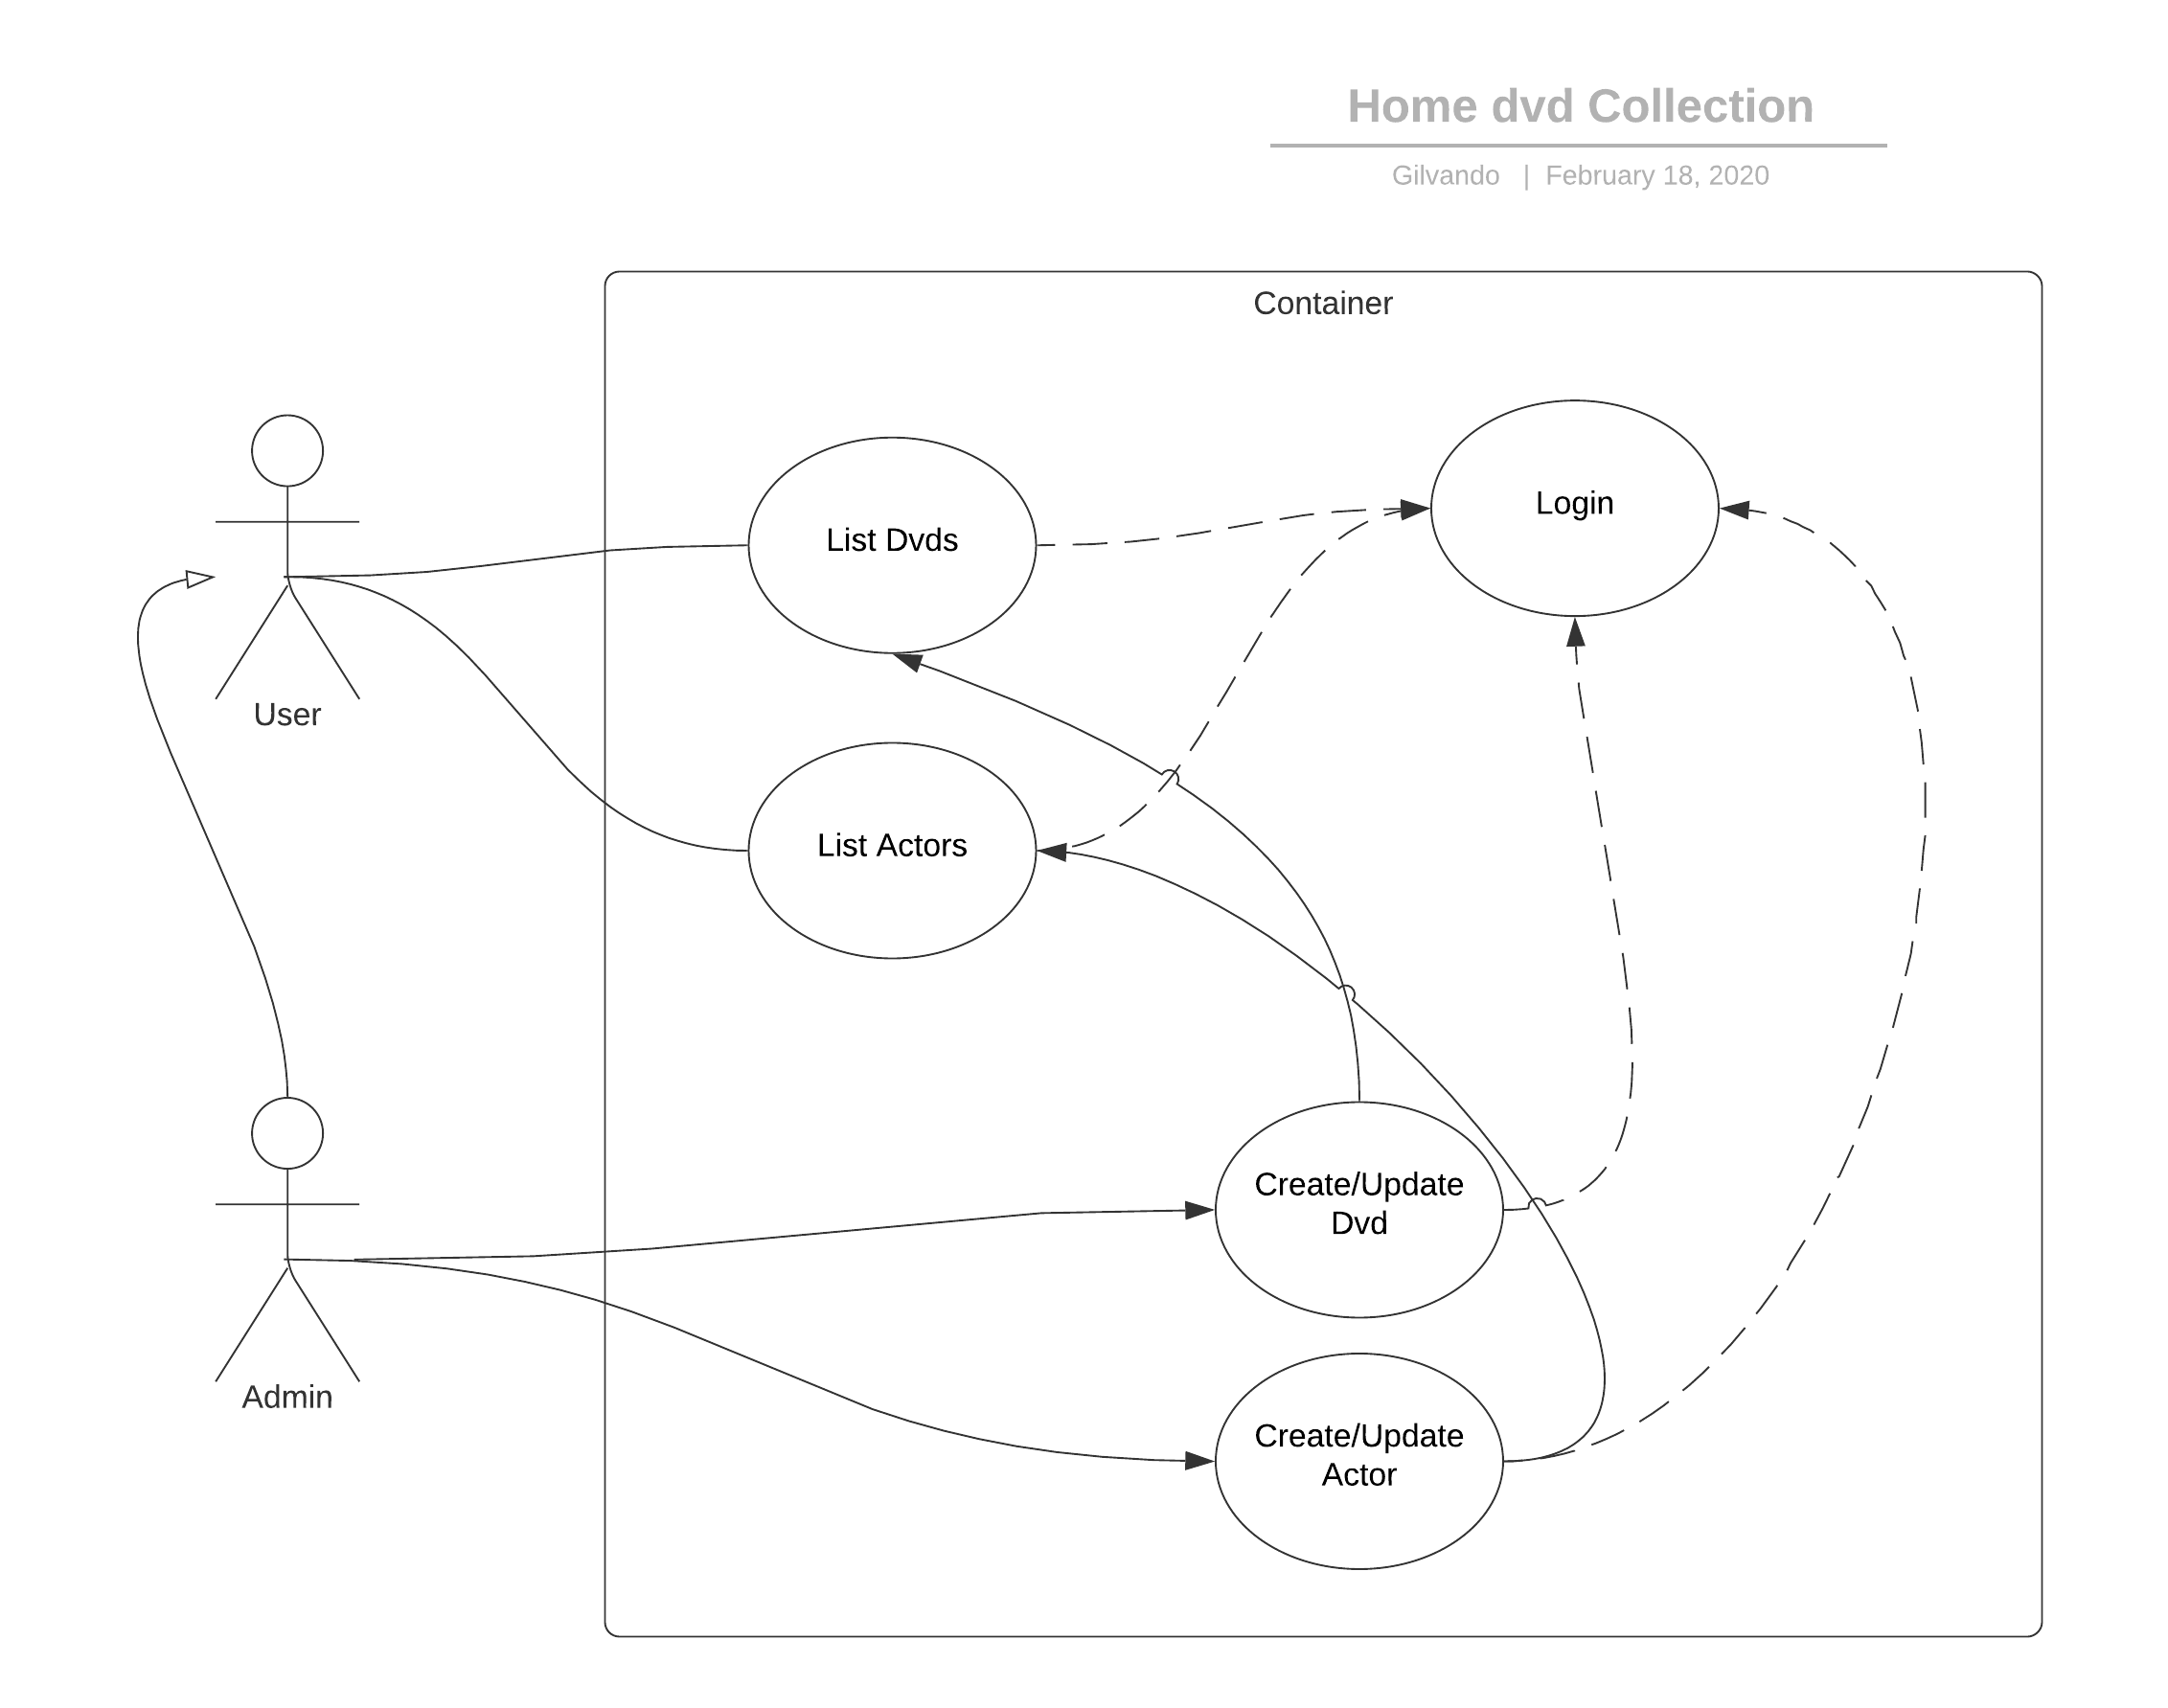 Home dvd Collection
Gilvando | February 18, 2020
Container
List Dvds
Login
User
List Actors
Create/Update
Dvd
Admin
Create/Update
Actor